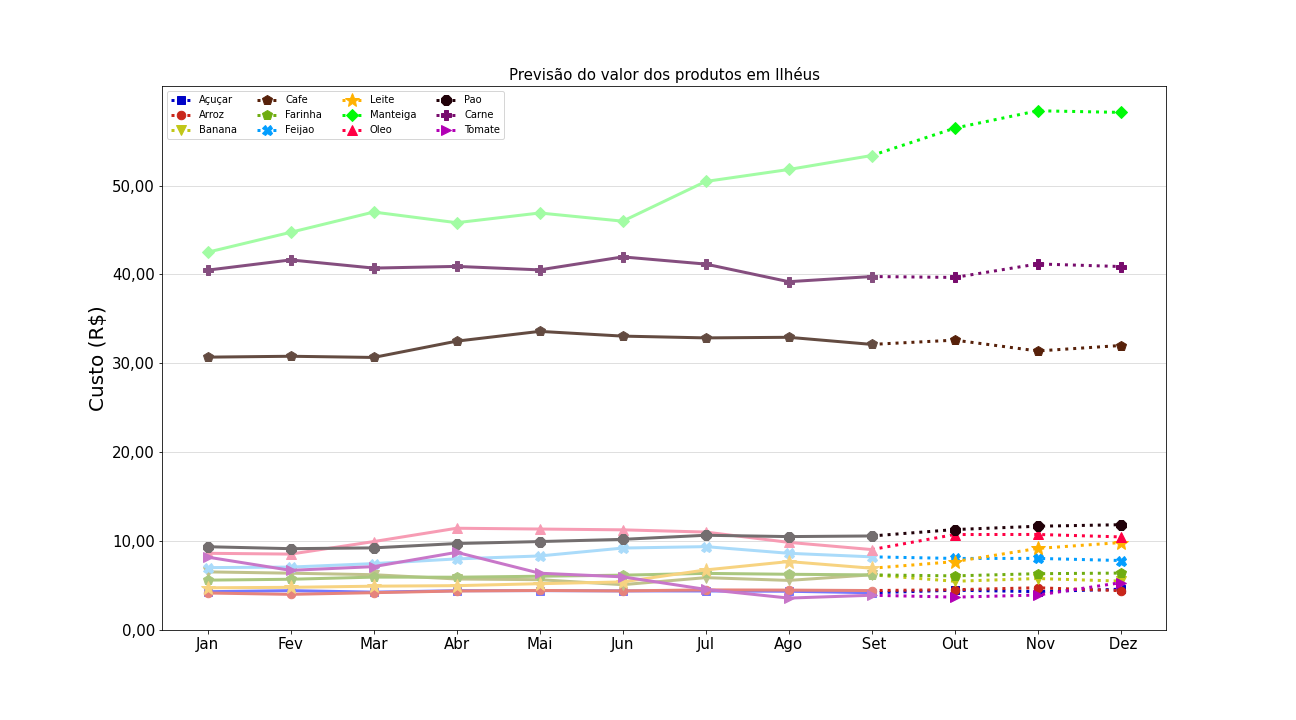 Previsão do valor dos produtos em Ilhéus
Açuçar Cafe Leite Pao
Arroz Farinha Manteiga Carne
Banana Feijao Oleo Tomate
Custo (R$)
50,00
40,00
30,00
20,00
10,00
0,00
Jan Fev Mar Abr Mai Jun Jul Ago Set Out Nov Dez